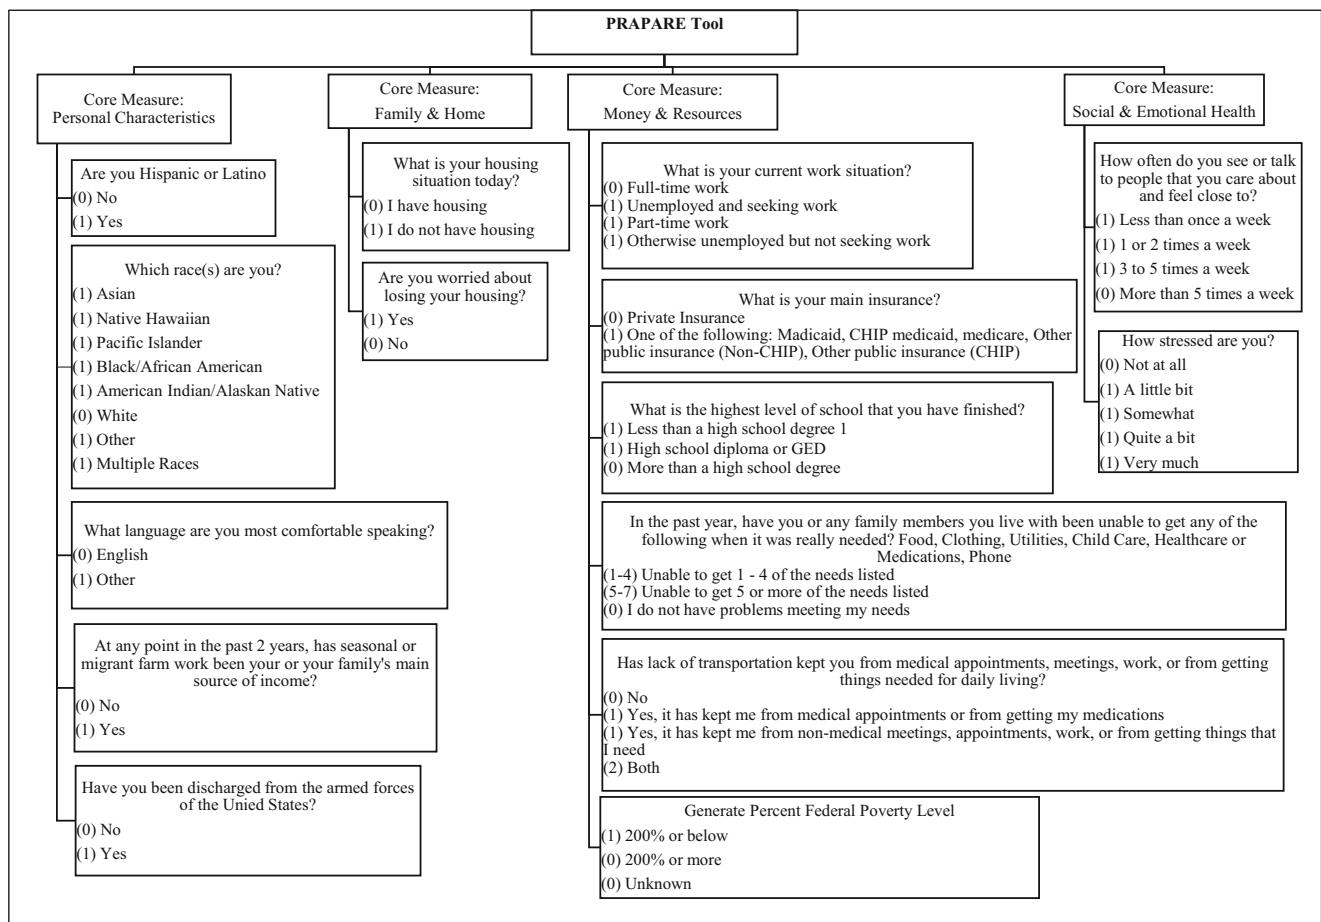 PRAPARE Tool
Core Measure:
Personal Characteristics
Are you Hispanic or Latino
(0) No
(1) Yes
Which race(s) are you?
(1) Asian
(1) Native Hawaiian
(1) Pacific Islander
(1) Black/African American
(1) American Indian/Alaskan Native
(0) White
(1) Other
(1) Multiple Races
What language are you most comfortable speaking?
(0) English
(1) Other
At any point in the past 2 years, has seasonal or
migrant farm work been your or your family's main
source of income?
(0) No
(1) Yes
Have you been discharged from the armed forces
of the Unied States?
(0) No
(1) Yes
Core Measure:
Family & Home
What is your housing
situation today?
(0) I have housing
(1) I do not have housing
Are you worried about
losing your housing?
(1) Yes
(0) No
Core Measure:
Money & Resources
What is your current work situation?
(0) Full-time work
(1) Unemployed and seeking work
(1) Part-time work
(1) Otherwise unemployed but not seeking work
What is your main insurance?
(0) Private Insurance
(1) One of the following: Madicaid, CHIP medicaid, medicare, Other
public insurance (Non-CHIP), Other public insurance (CHIP)
What is the highest level of school that you have finished?
(1) Less than a high school degree 1
(1) High school diploma or GED
(0) More than a high school degree
In the past year, have you or any family members you live with been unable to get any of the
following when it was really needed? Food, Clothing, Utilities, Child Care, Healthcare or
Medications, Phone
(1-4) Unable to get 1 - 4 of the needs listed
(5-7) Unable to get 5 or more of the needs listed
(0) I do not have problems meeting my needs
Has lack of transportation kept you from medical appointments, meetings, work, or from getting
things needed for daily living?
(0) No
(1) Yes, it has kept me from medical appointments or from getting my medications
(1) Yes, it has kept me from non-medical meetings, appointments, work, or from getting things that
I need
(2) Both
Generate Percent Federal Poverty Level
(1) 200% or below
(0) 200% or more
(0) Unknown
Core Measure:
Social & Emotional Health
How often do you see or talk
to people that you care about
and feel close to?
(1) Less than once a week
(1) 1 or 2 times a week
(1) 3 to 5 times a week
(0) More than 5 times a week
How stressed are you?
(0) Not at all
(1) A little bit
(1) Somewhat
(1) Quite a bit
(1) Very much